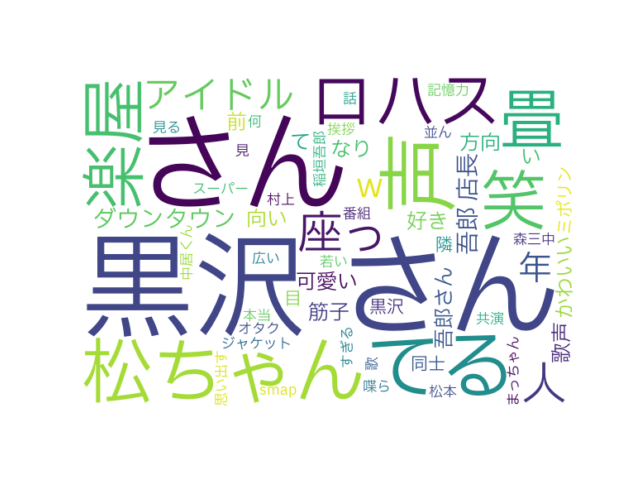 楽屋
アイドル
ロハス
記憶力
話
畳
前
何
見る
さん
声
w
挨拶
並ん
て
稲垣吾郎
なり
方向
い
見
スーパー
村上
笑
店長
吾郎
ダウンタウン
向い
座っ
番組
好き
隣
森三中
ミポリン
かわいい
中居くん
広い
若い
可愛い
年
黒沢さん
目
筋子
黒沢
吾郎さん
共演
歌声
本当
オタク
ジャケット
松ちゃん
すぎる
歌
てる
同士
まっちゃん
人
思い出す
smap
喋ら
松本